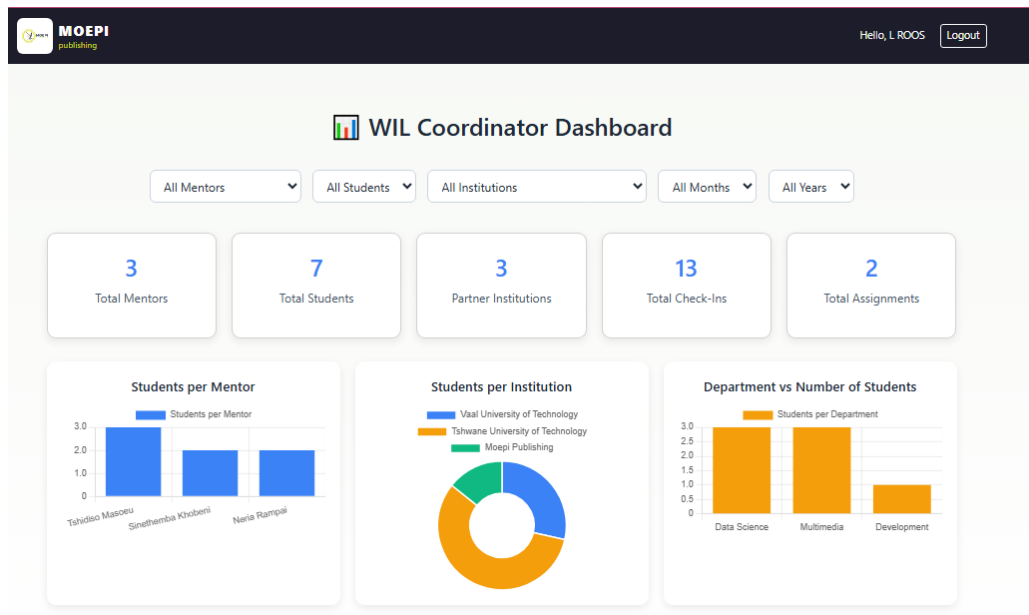 MOEPI
publishing
Hello, L ROOS
Logout
WIL Coordinator Dashboard
All Mentors
All Students
All Institutions
All Months
All Years
3
Total Mentors
7
Total Students
3
Partner Institutions
13
Total Check-Ins
2
Total Assignments
Students per Mentor
Students per Mentor
3.0
2.0
1.0
0
Tshidiso Masoeu
Sinethemba Khobeni
Neria Rampai
Students per Institution
Vaal University of Technology
Tshwane University of Technology
Moepi Publishing
Department vs Number of Students
Students per Department
3.0
2.5
2.0
1.5
1.0
0.5
0
Data Science
Multimedia
Development